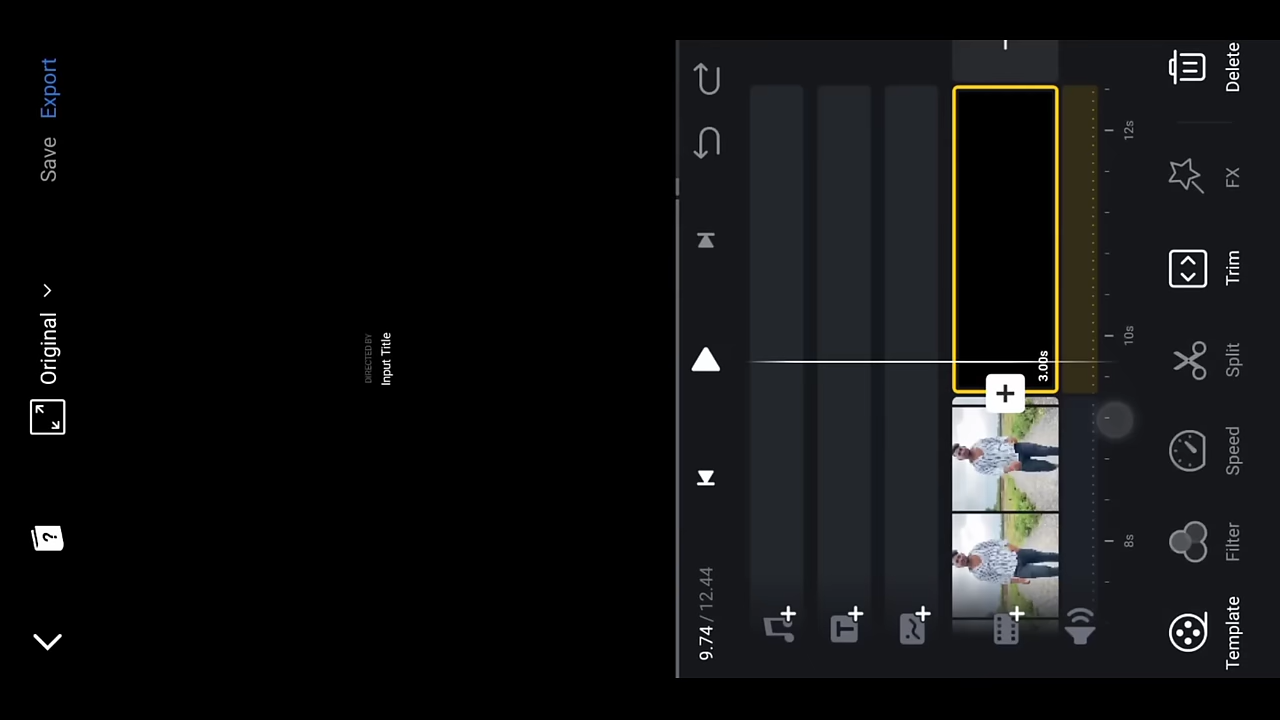 Original
Save
Export
DIRECTED BY
Input Title
9.74 / 12.44
3.00s
8s
10s
12s
Template
Filter
Speed
Split
Trim
FX
Delete